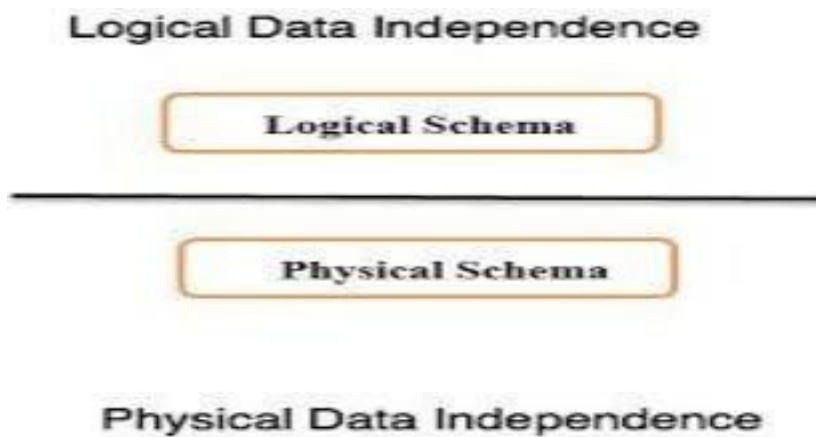 Logical Data Independence
Logical Schema
Physical Schema
Physical Data Independence